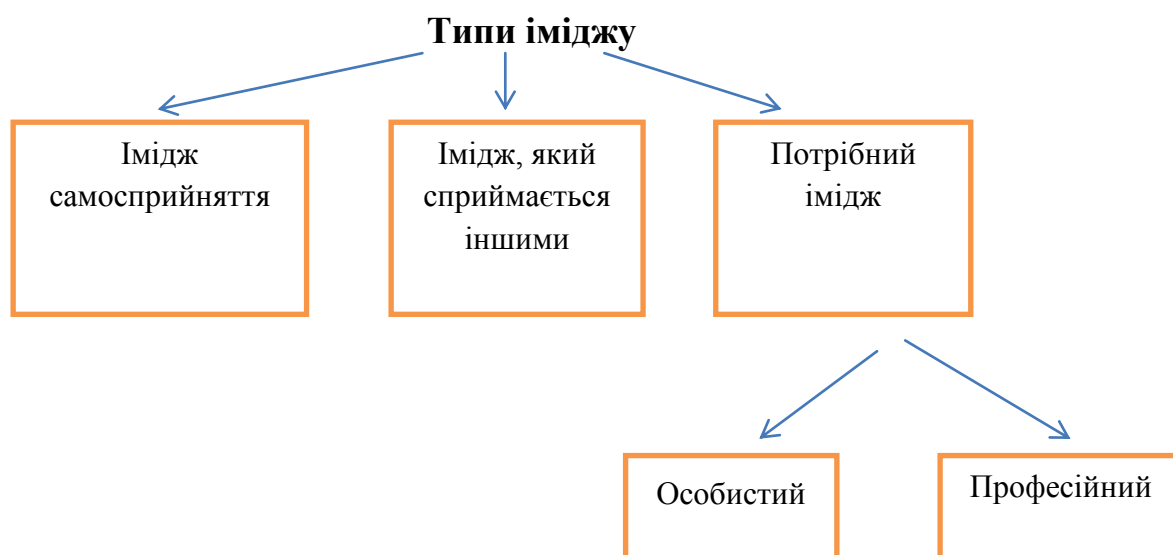 Типи іміджу
Імідж
самосприйняття
Імідж, який
сприймається
іншими
Потрібний
імідж
Особистий
Професійний